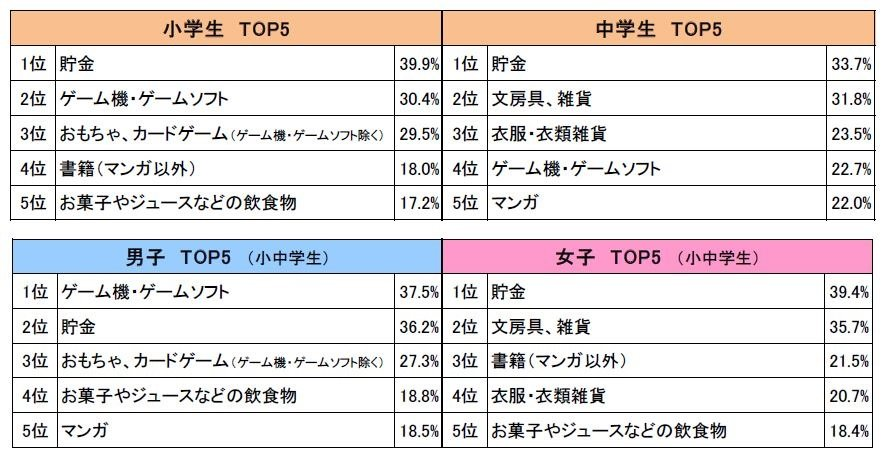 小学生 TOP5
1位 貯金 39.9%
2位 ゲーム機・ゲームソフト 30.4%
3位 おもちゃ、カードゲーム（ゲーム機・ゲームソフト除く） 29.5%
4位 書籍（マンガ以外） 18.0%
5位 お菓子やジュースなどの飲食物 17.2%
中学生 TOP5
1位 貯金 33.7%
2位 文房具、雑貨 31.8%
3位 衣服・衣類雑貨 23.5%
4位 ゲーム機・ゲームソフト 22.7%
5位 マンガ 22.0%
男子 TOP5 （小中学生）
1位 ゲーム機・ゲームソフト 37.5%
2位 貯金 36.2%
3位 おもちゃ、カードゲーム（ゲーム機・ゲームソフト除く） 27.3%
4位 お菓子やジュースなどの飲食物 18.8%
5位 マンガ 18.5%
女子 TOP5 （小中学生）
1位 貯金 39.4%
2位 文房具、雑貨 35.7%
3位 書籍（マンガ以外） 21.5%
4位 衣服・衣類雑貨 20.7%
5位 お菓子やジュースなどの飲食物 18.4%